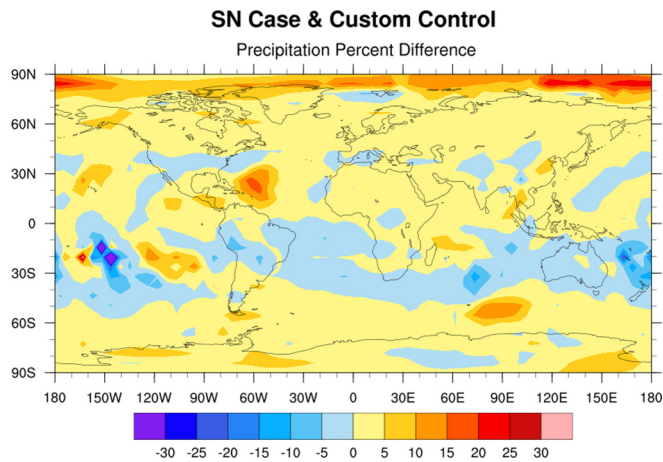 SN Case & Custom Control
Precipitation Percent Difference
90N
60N
30N
0
30S
60S
90S
180 150W 120W 90W 60W 30W 0 30E 60E 90E 120E 150E 180
-30 -25 -20 -15 -10 -5 0 5 10 15 20 25 30